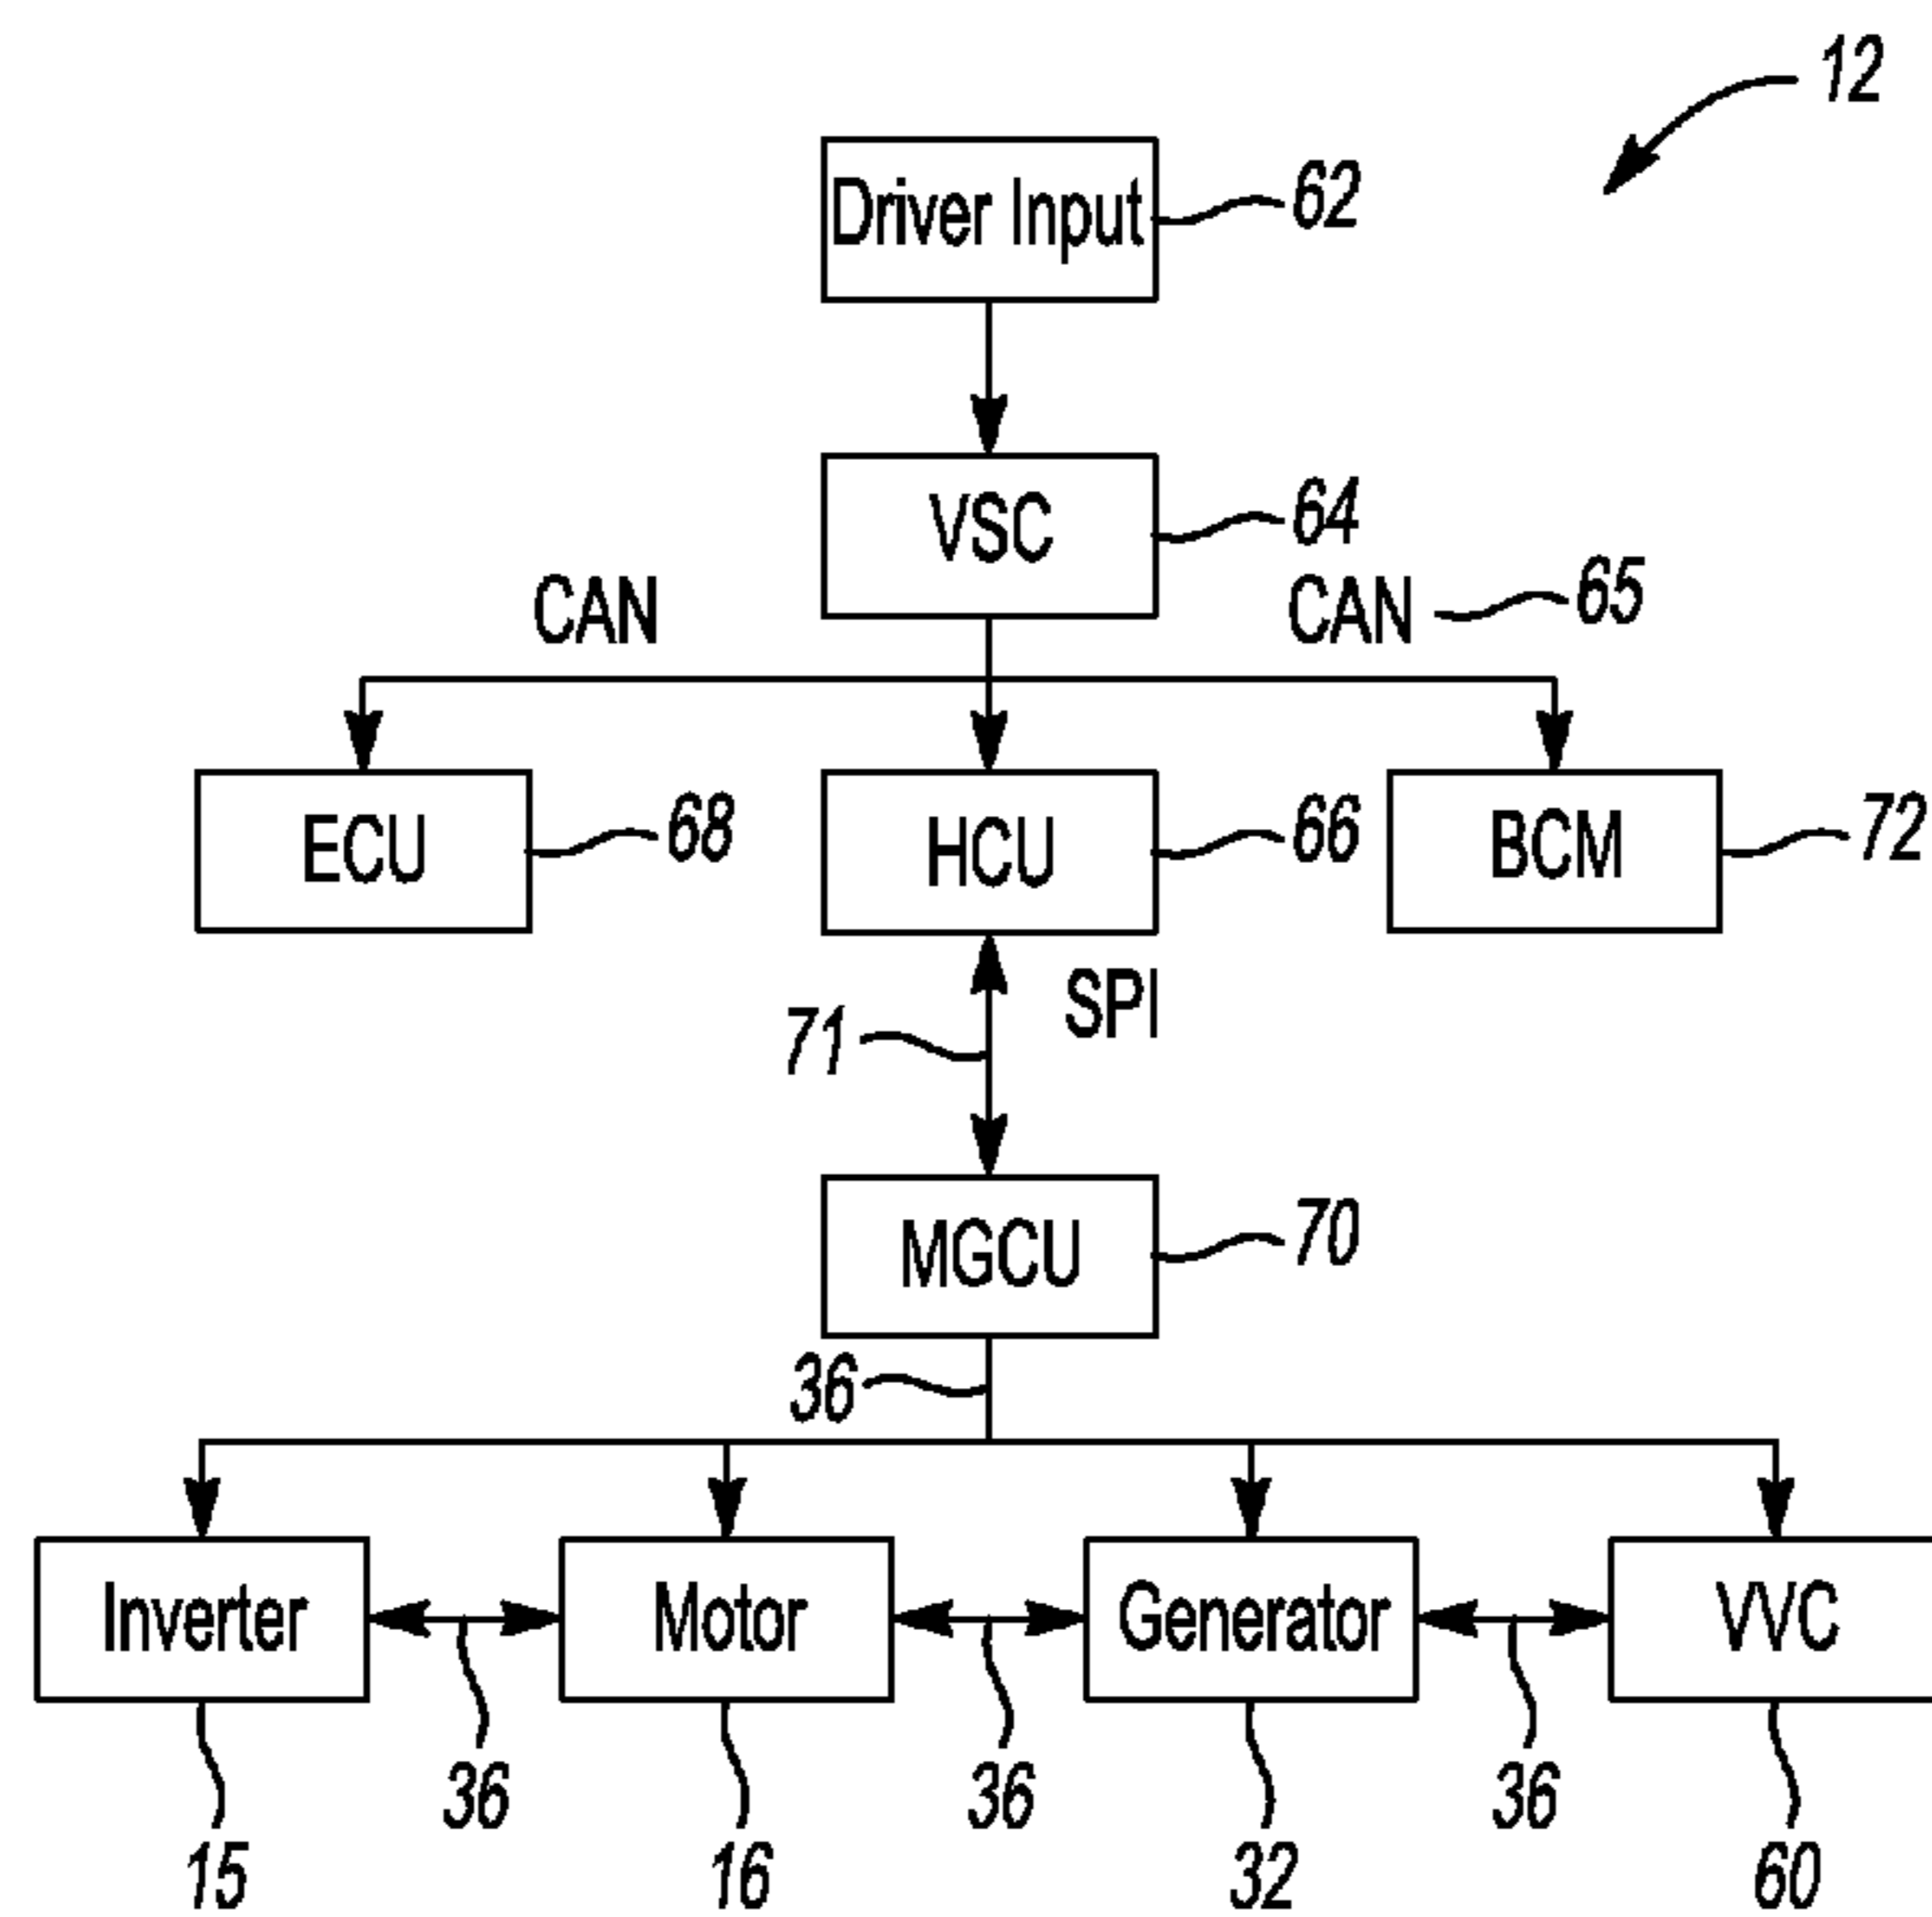 12
Driver Input
62
VSC
64
CAN
CAN
65
ECU
68
HCU
66
BCM
72
SPI
71
MGCU
70
36
Inverter
Motor
Generator
VVC
36
36
36
15
16
32
60